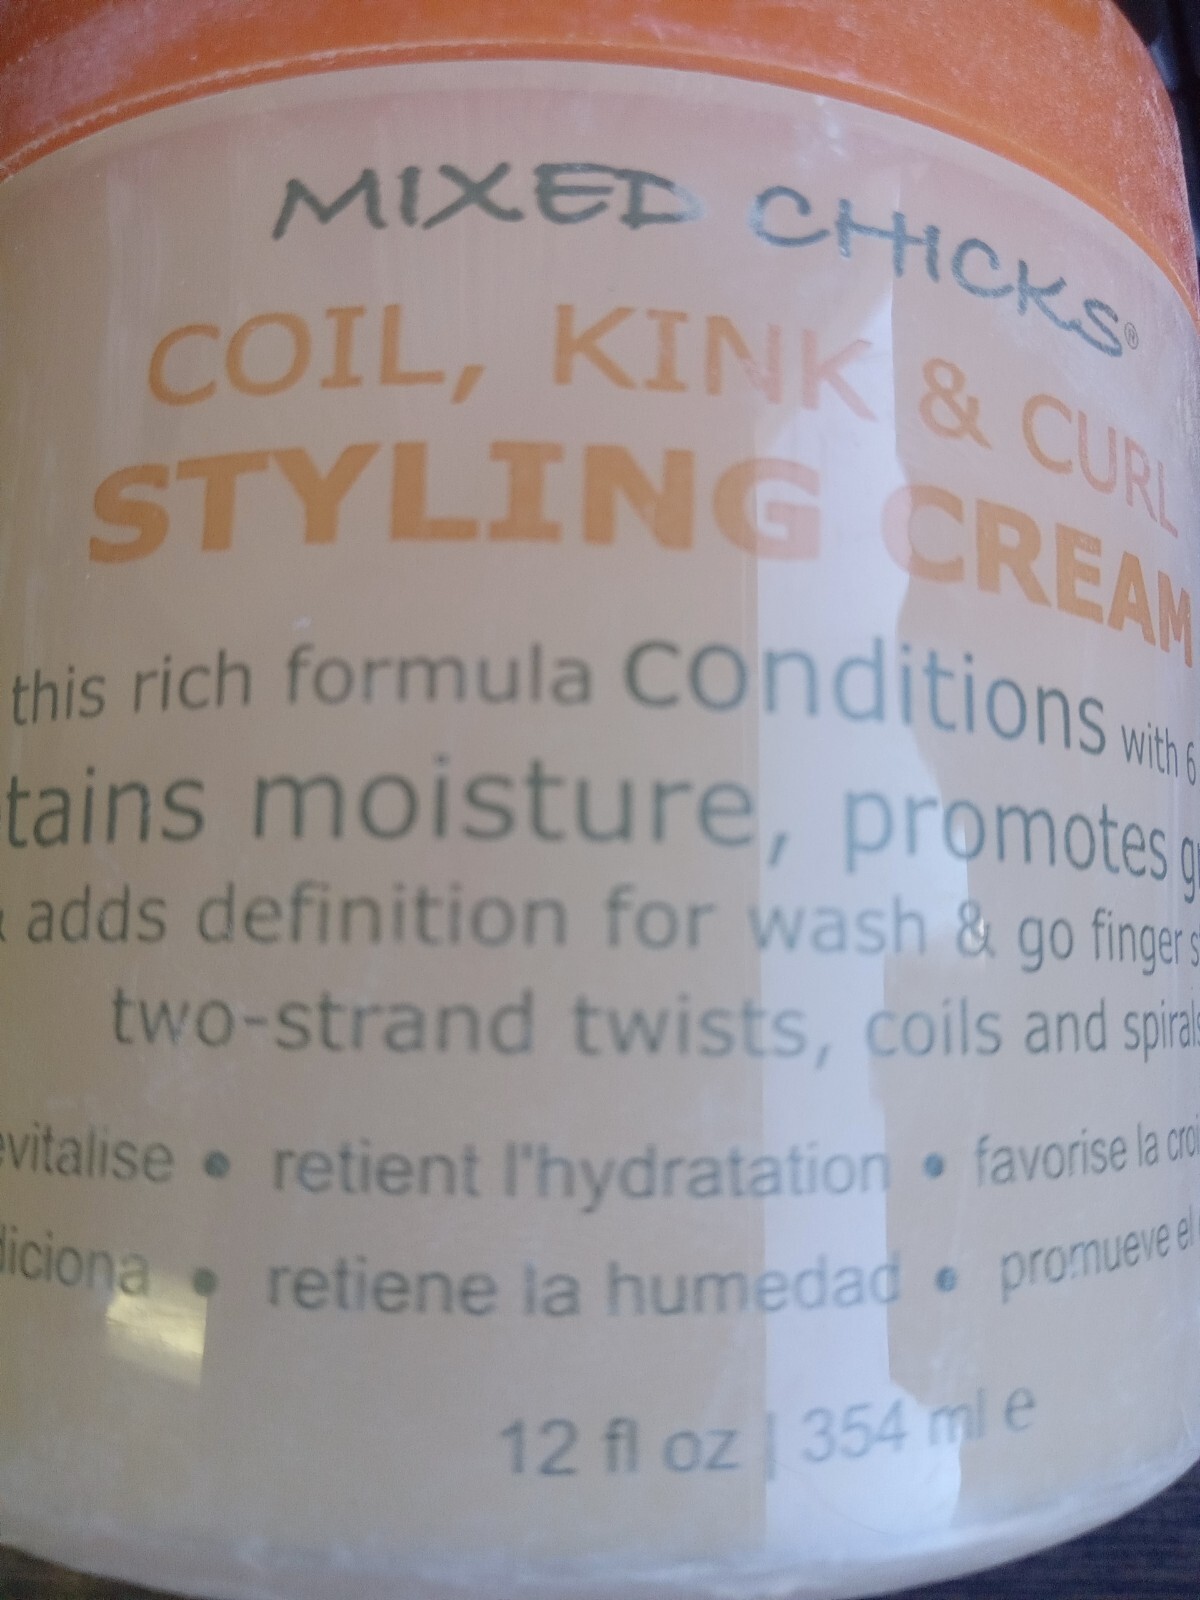 MIXED CHICKS®
COIL, KINK & CURL
STYLING CREAM
this rich formula conditions with 6
tains moisture, promotes
& adds definition for wash & go finger
two-strand twists, coils and spirals
evitalise • retient l'hydratation • favorise la croi
diciona • retiene la humedad • promueve el
12 fl oz | 354 ml e